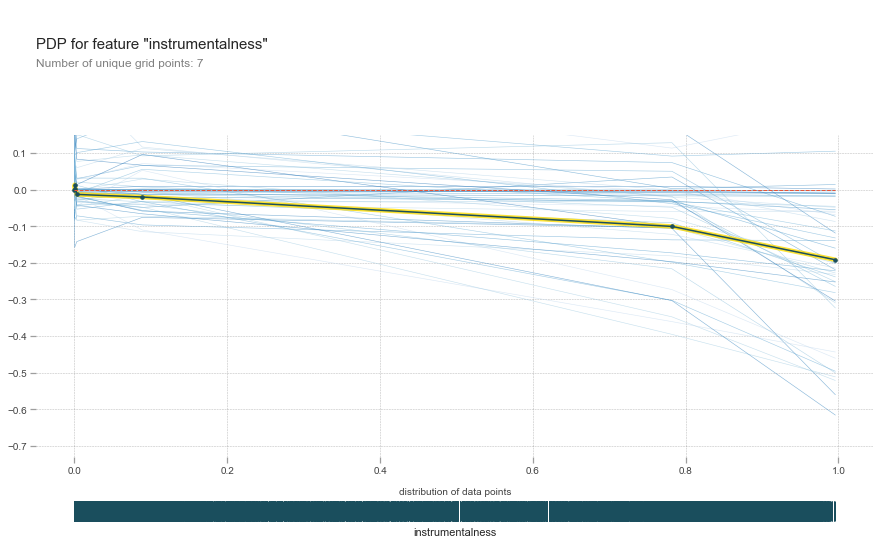 PDP for feature "instrumentalness"
Number of unique grid points: 7
0.1
0.0
−0.1
−0.2
−0.3
−0.4
−0.5
−0.6
−0.7
0.0 0.2 0.4 0.6 0.8 1.0
distribution of data points
instrumentalness